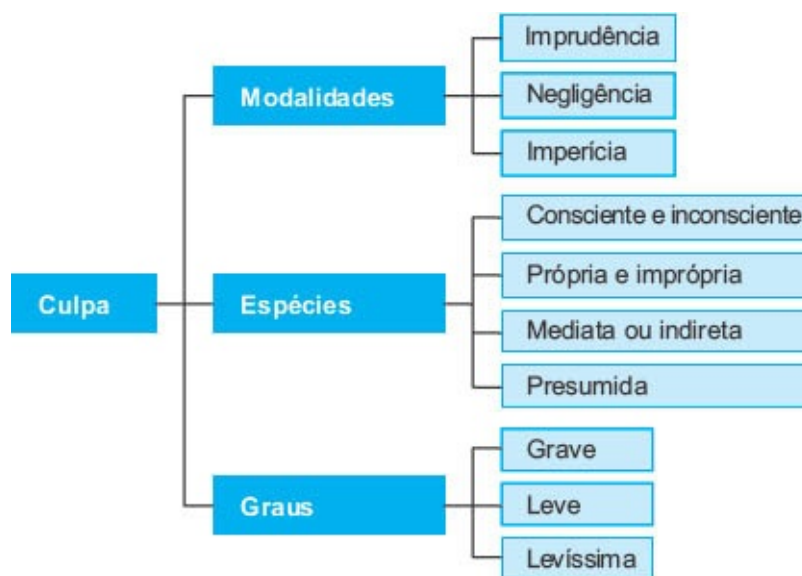 Culpa
Modalidades
Imprudência
Negligência
Imperícia
Espécies
Consciente e inconsciente
Própria e imprópria
Mediata ou indireta
Presumida
Graus
Grave
Leve
Levíssima